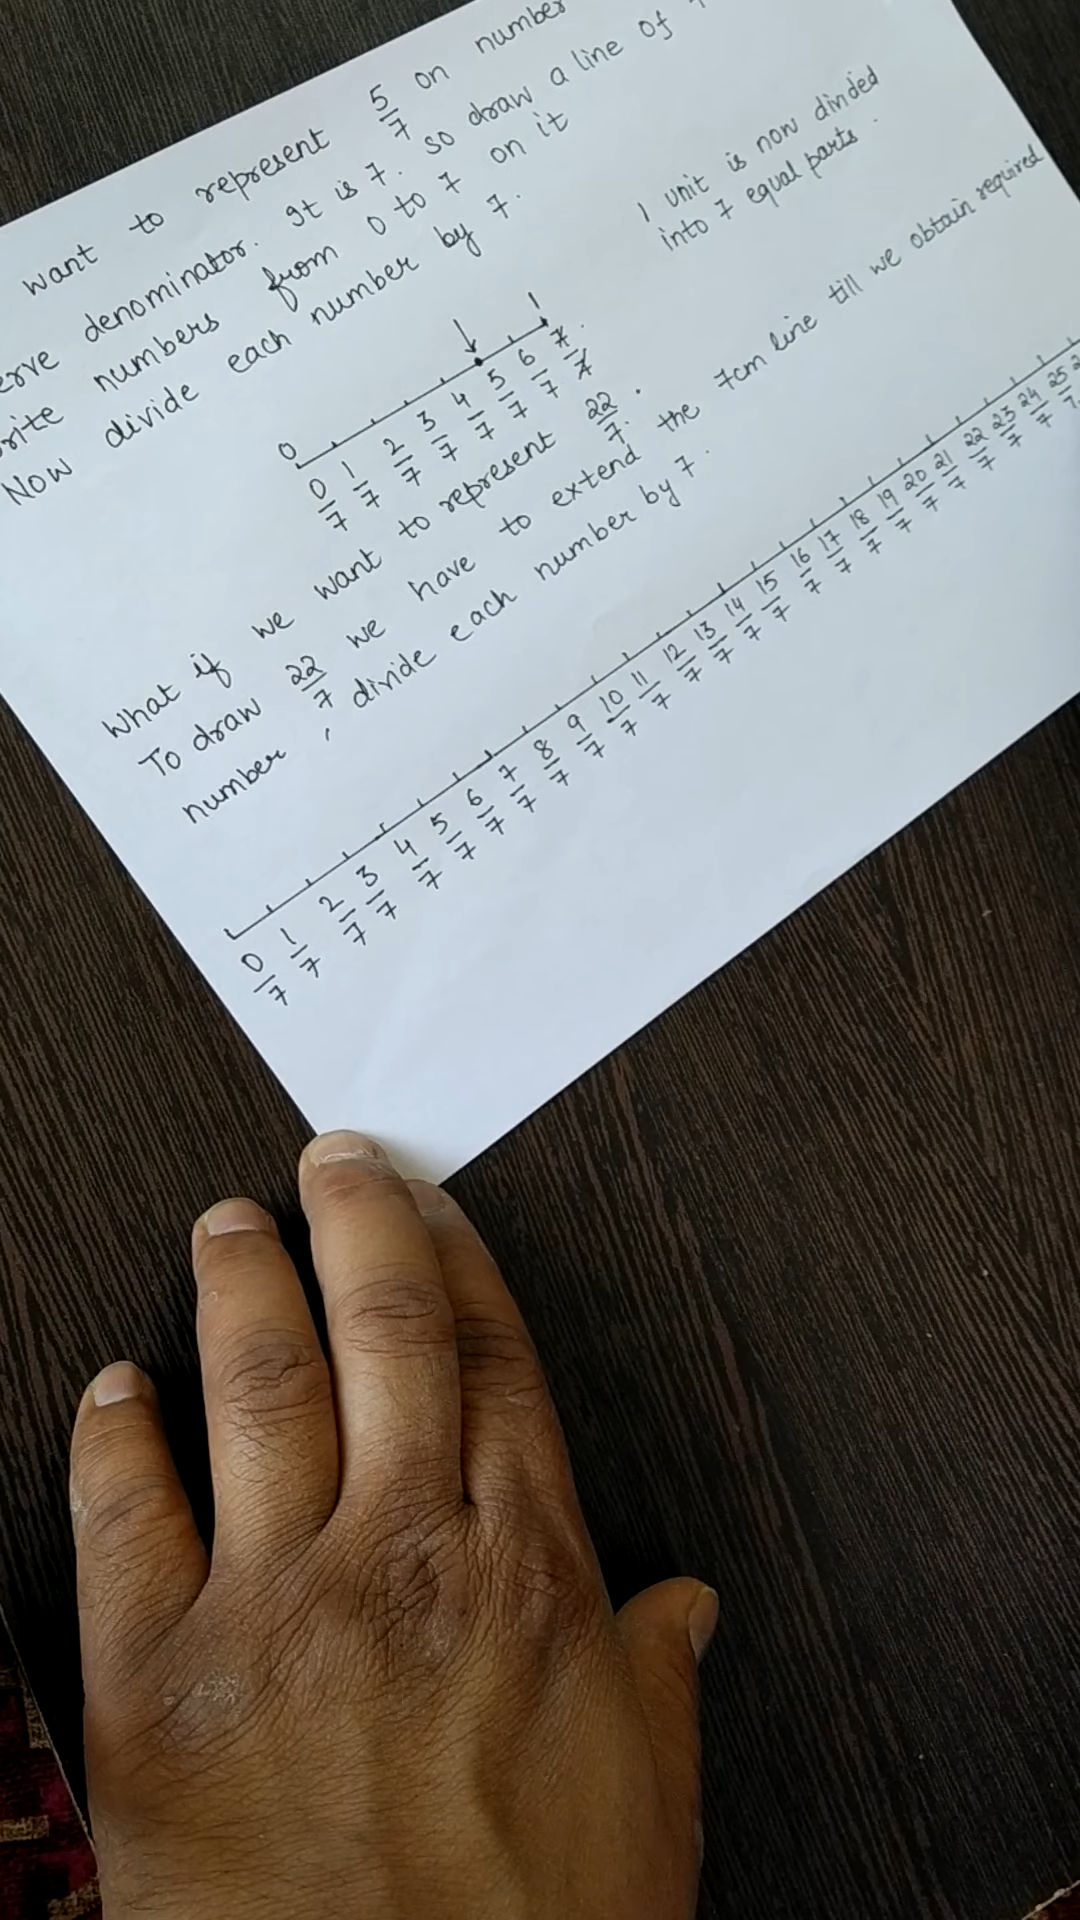 want to represent 5/7 on number
erve denominator. It is 7. so draw a line of 7
rite numbers from 0 to 7 on it
Now divide each number by 7.
1 unit is now dinded
into 7 equal parts.
0 1
0/7 1/7 2/7 3/7 4/7 5/7 6/7 7/7.
What if we want to represent 22/7.
To draw 22/7 we have to extend the 7cm line till we obtain required
number, divide each number by 7.
0/7 1/7 2/7 3/7 4/7 5/7 6/7 7/7 8/7 9/7 10/7 11/7 12/7 13/7 14/7 15/7 16/7 17/7 18/7 19/7 20/7 21/7 22/7 23/7 24/7 25/7